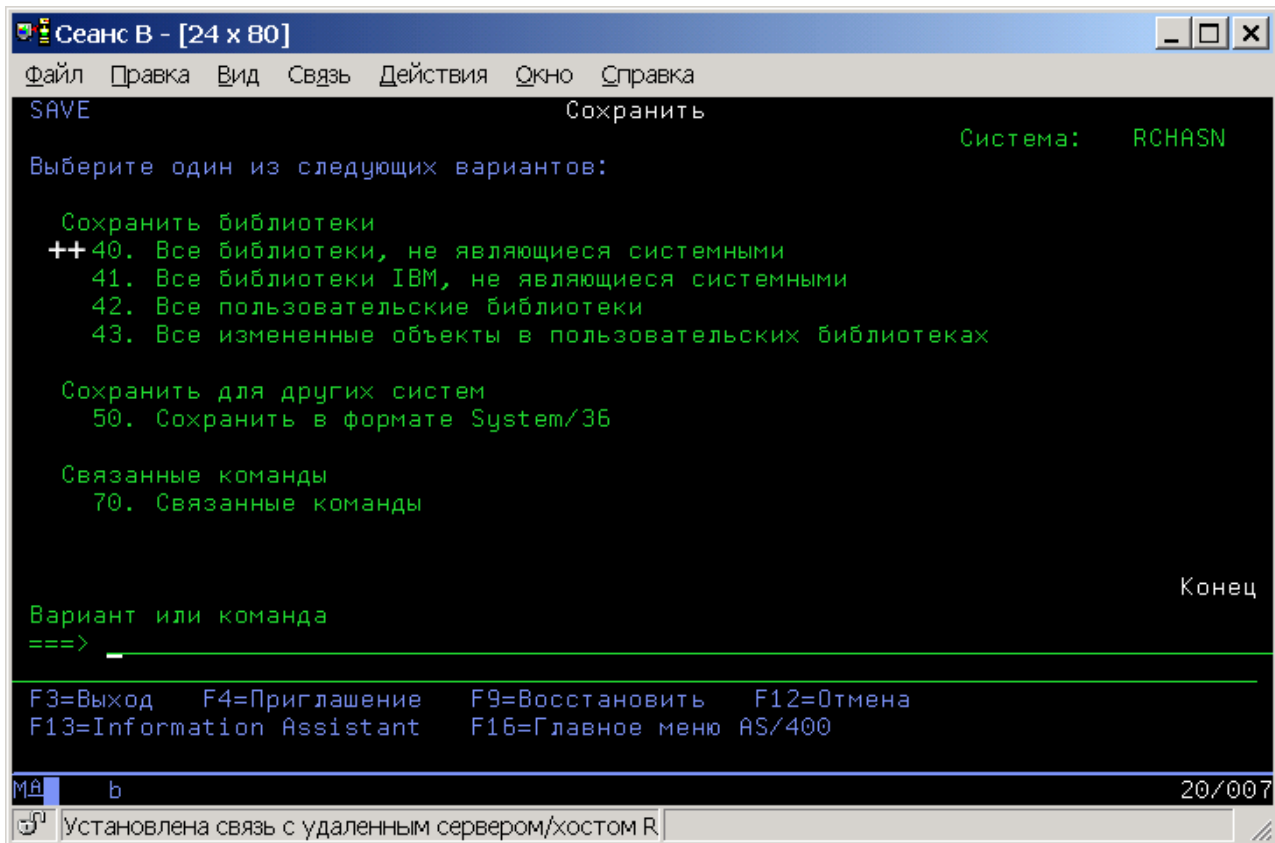 Сеанс B - [24 x 80]
Файл Правка Вид Связь Действия Окно Справка
SAVE Сохранить
Система: RCHASN
Выберите один из следующих вариантов:
Сохранить библиотеки
++ 40. Все библиотеки, не являющиеся системными
41. Все библиотеки IBM, не являющиеся системными
42. Все пользовательские библиотеки
43. Все измененные объекты в пользовательских библиотеках
Сохранить для других систем
50. Сохранить в формате System/36
Связанные команды
70. Связанные команды
Конец
Вариант или команда
===> _
F3=Выход F4=Приглашение F9=Восстановить F12=Отмена
F13=Information Assistant F16=Главное меню AS/400
MA b 20/007
Установлена связь с удаленным сервером/хостом R